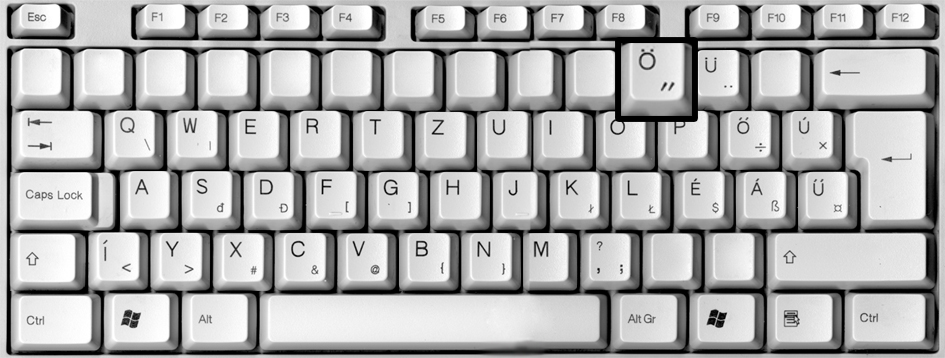 Esc F1 F2 F3 F4 F5 F6 F7 F8 F9 F10 F11 F12
Ö ,, Ü ..
Q \ W | E R T Z U I O P Ő ÷ Ú ×
Caps Lock A S đ D Đ F [ G ] H J K ł L Ł É $ Á ß Ű ¤
Í < Y > X # C & V @ B { N } M ? , ;
Ctrl Alt Alt Gr Ctrl